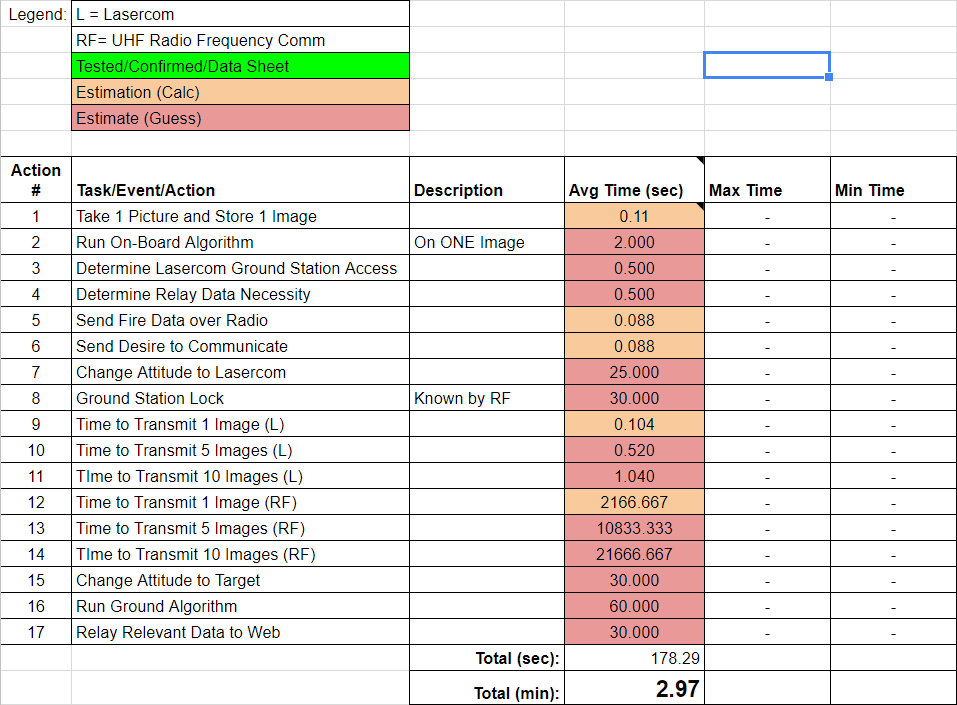 Legend: L = Lasercom
RF= UHF Radio Frequency Comm
Tested/Confirmed/Data Sheet
Estimation (Calc)
Estimate (Guess)
Action # Task/Event/Action Description Avg Time (sec) Max Time Min Time
1 Take 1 Picture and Store 1 Image 0.11 - -
2 Run On-Board Algorithm On ONE Image 2.000 - -
3 Determine Lasercom Ground Station Access 0.500 - -
4 Determine Relay Data Necessity 0.500 - -
5 Send Fire Data over Radio 0.088 - -
6 Send Desire to Communicate 0.088 - -
7 Change Attitude to Lasercom 25.000 - -
8 Ground Station Lock Known by RF 30.000 - -
9 Time to Transmit 1 Image (L) 0.104 - -
10 Time to Transmit 5 Images (L) 0.520 - -
11 TIme to Transmit 10 Images (L) 1.040 - -
12 Time to Transmit 1 Image (RF) 2166.667 - -
13 Time to Transmit 5 Images (RF) 10833.333 - -
14 TIme to Transmit 10 Images (RF) 21666.667 - -
15 Change Attitude to Target 30.000 - -
16 Run Ground Algorithm 60.000 - -
17 Relay Relevant Data to Web 30.000 - -
Total (sec): 178.29
Total (min): 2.97